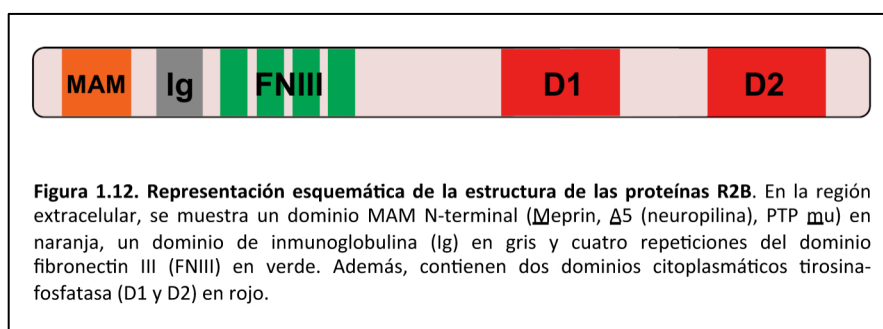 MAM Ig FNIII D1 D2
Figura 1.12. Representación esquemática de la estructura de las proteínas R2B. En la región
extracelular, se muestra un dominio MAM N-terminal (Meprin, A5 (neuropilina), PTP mu) en
naranja, un dominio de inmunoglobulina (Ig) en gris y cuatro repeticiones del dominio
fibronectin III (FNIII) en verde. Además, contienen dos dominios citoplasmáticos tirosina-
fosfatasa (D1 y D2) en rojo.